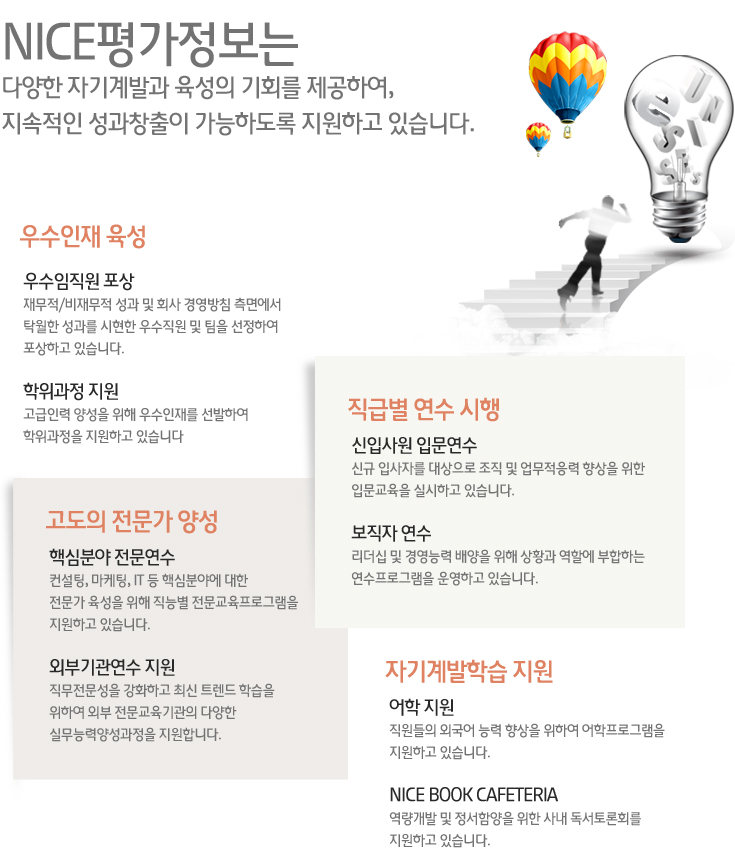 NICE평가정보는
다양한 자기계발과 육성의 기회를 제공하여,
지속적인 성과창출이 가능하도록 지원하고 있습니다.
우수인재 육성
우수임직원 포상
재무적/비재무적 성과 및 회사 경영방침 측면에서
탁월한 성과를 시현한 우수직원 및 팀을 선정하여
포상하고 있습니다.
학위과정 지원
고급인력 양성을 위해 우수인재를 선발하여
학위과정을 지원하고 있습니다
직급별 연수 시행
신입사원 입문연수
신규 입사자를 대상으로 조직 및 업무적응력 향상을 위한
입문교육을 실시하고 있습니다.
보직자 연수
리더십 및 경영능력 배양을 위해 상황과 역할에 부합하는
연수프로그램을 운영하고 있습니다.
고도의 전문가 양성
핵심분야 전문연수
컨설팅, 마케팅, IT 등 핵심분야에 대한
전문가 육성을 위해 직능별 전문교육프로그램을
지원하고 있습니다.
외부기관연수 지원
직무전문성을 강화하고 최신 트렌드 학습을
위하여 외부 전문교육기관의 다양한
실무능력양성과정을 지원합니다.
자기계발학습 지원
어학 지원
직원들의 외국어 능력 향상을 위하여 어학프로그램을
지원하고 있습니다.
NICE BOOK CAFETERIA
역량개발 및 정서함양을 위한 사내 독서토론회를
지원하고 있습니다.